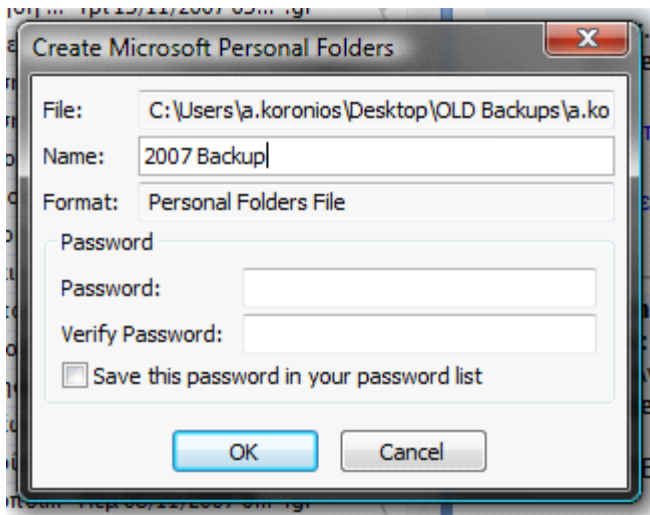 Create Microsoft Personal Folders
File: C:\Users\a.koronios\Desktop\OLD Backups\a.ko
Name: 2007 Backup
Format: Personal Folders File
Password
Password:
Verify Password:
Save this password in your password list
OK Cancel